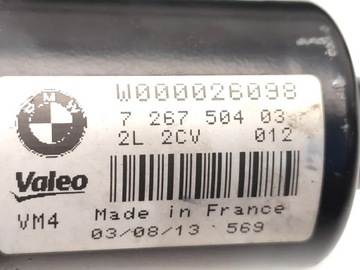 BMW
W000026098
7 267 504 03
2L 2CV 012
Valeo
VM4
Made in France
03/08/13 569